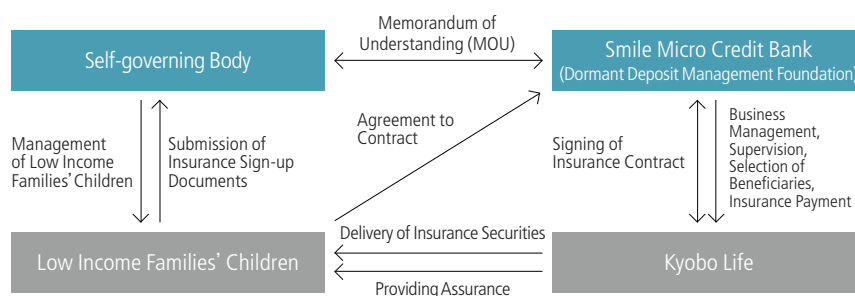 Memorandum of
Understanding (MOU)
Self-governing Body
Smile Micro Credit Bank
(Dormant Deposit Management Foundation)
Management
of Low Income
Families' Children
Submission of
Insurance Sign-up
Documents
Agreement to
Contract
Signing of
Insurance Contract
Business
Management,
Supervision,
Selection of
Beneficiaries,
Insurance Payment
Low Income Families' Children
Delivery of Insurance Securities
Providing Assurance
Kyobo Life